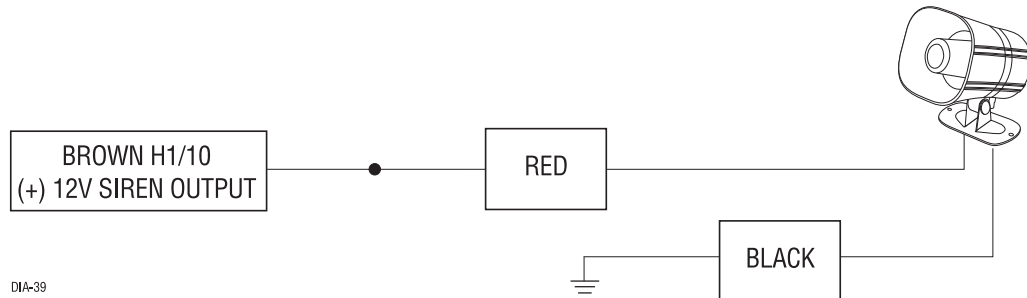 BROWN H1/10
(+) 12V SIREN OUTPUT
RED
BLACK
DIA-39